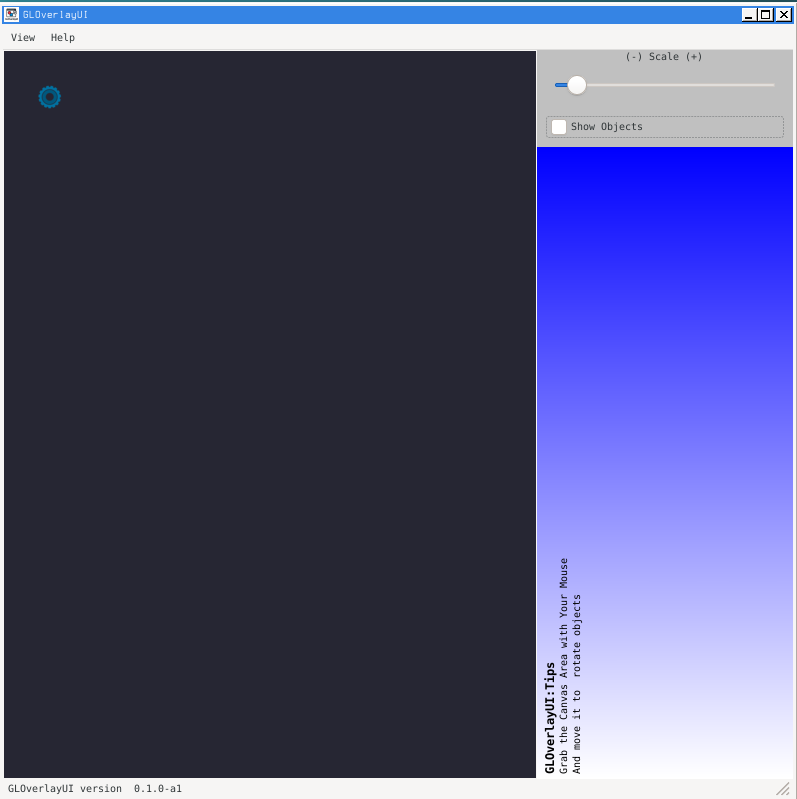 GLOverlayUI
View Help
(-) Scale (+)
Show Objects
GLOverlayUI:Tips
Grab the Canvas Area with Your Mouse
And move it to  rotate objects
GLOverlayUI version  0.1.0-a1